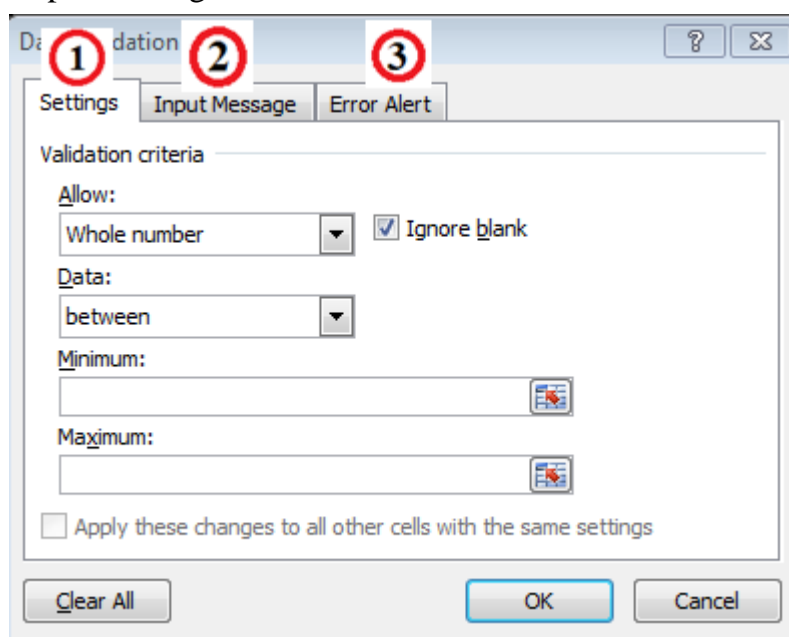 Da dation
1 2 3
Settings Input Message Error Alert
Validation criteria
Allow:
Whole number Ignore blank
Data:
between
Minimum:
Maximum:
Apply these changes to all other cells with the same settings
Clear All OK Cancel